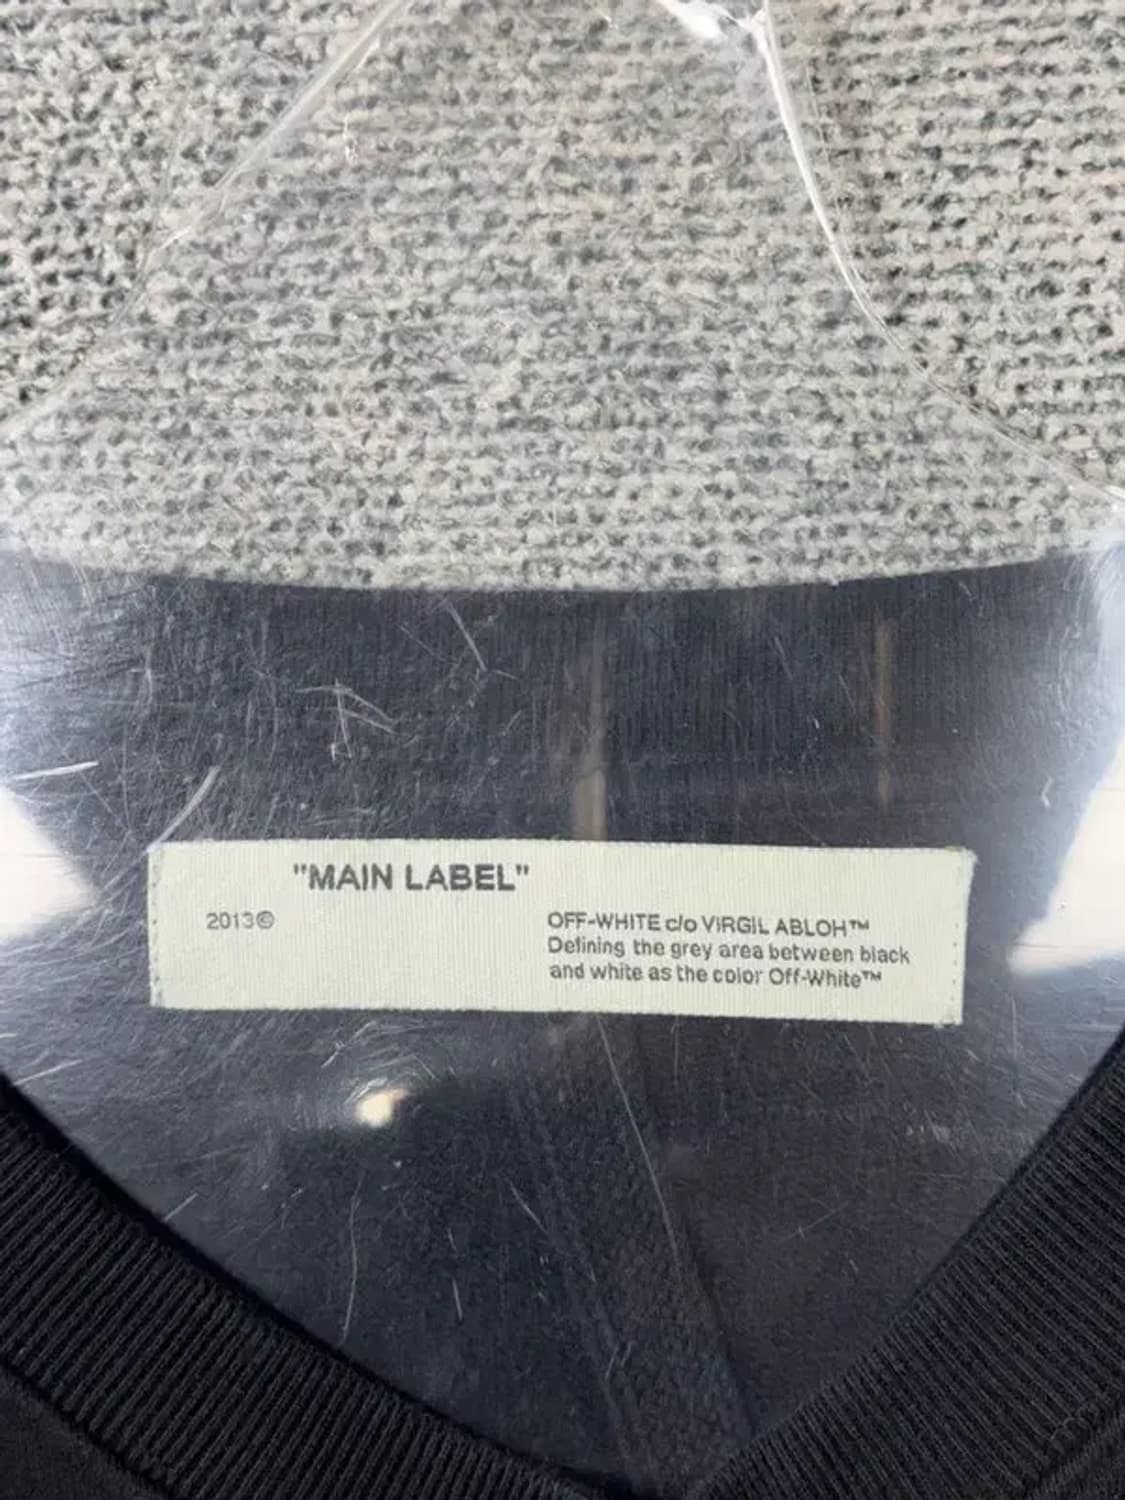 "MAIN LABEL"
2013©
OFF-WHITE c/o VIRGIL ABLOH™
Defining the grey area between black
and white as the color Off-White™